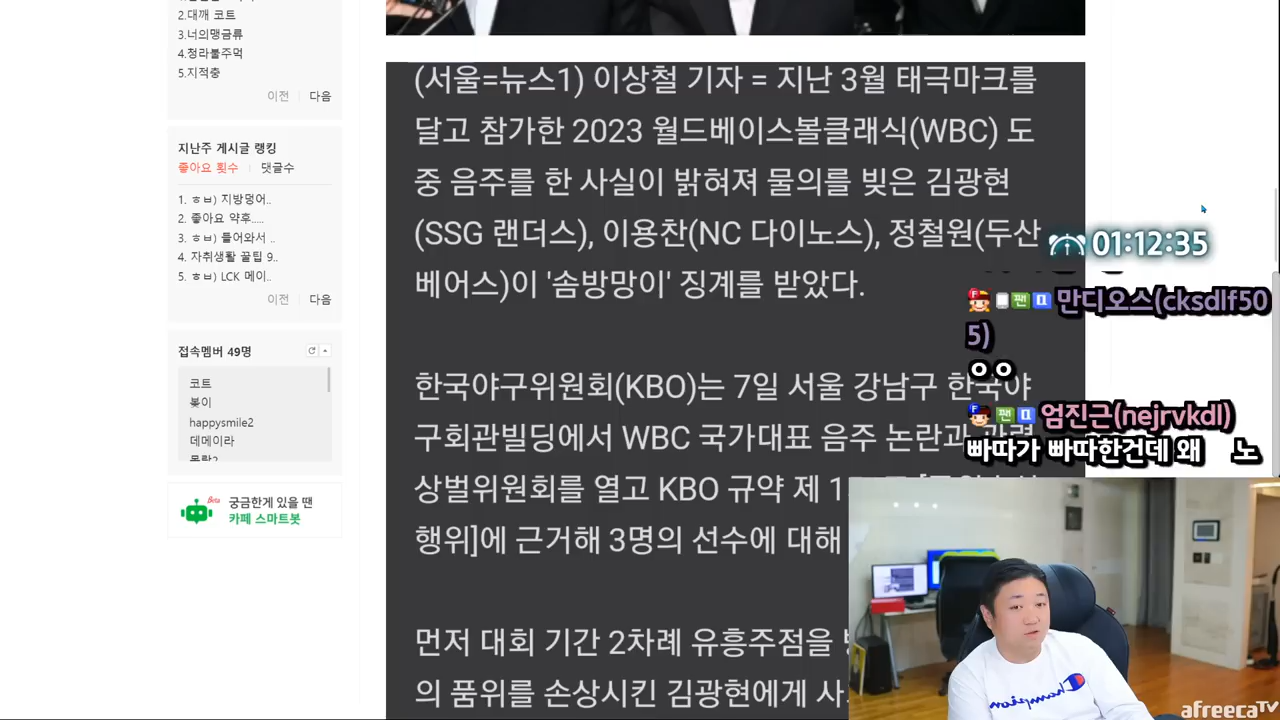 2.대깨 코트
3.너의맹금류
4.청라불주먹
5.지적충
이전 다음
지난주 게시글 랭킹
좋아요 횟수 댓글수
1. ㅎㅂ) 지방덩어..
2. 좋아요 약후.....
3. ㅎㅂ) 틀어와서 ..
4. 자취생활 꿀팁 9..
5. ㅎㅂ) LCK 메이..
이전 다음
접속멤버 49명
코트
봊이
happysmile2
데메이라
Beta
궁금한게 있을 땐
카페 스마트봇
(서울=뉴스1) 이상철 기자 = 지난 3월 태극마크를
달고 참가한 2023 월드베이스볼클래식(WBC) 도
중 음주를 한 사실이 밝혀져 물의를 빚은 김광현
(SSG 랜더스), 이용찬(NC 다이노스), 정철원(두산
베어스)이 '솜방망이' 징계를 받았다.
한국야구위원회(KBO)는 7일 서울 강남구 한국야
구회관빌딩에서 WBC 국가대표 음주 논란과 관련
상벌위원회를 열고 KBO 규약 제 1
행위]에 근거해 3명의 선수에 대해
먼저 대회 기간 2차례 유흥주점을
의 품위를 손상시킨 김광현에게 사
01:12:35
F 팬 만디오스(cksdlf50
5)
ㅇㅇ
F 팬 엄진근(nejrvkdl)
빠따가 빠따한건데 왜 노
Champion
afreecaTV